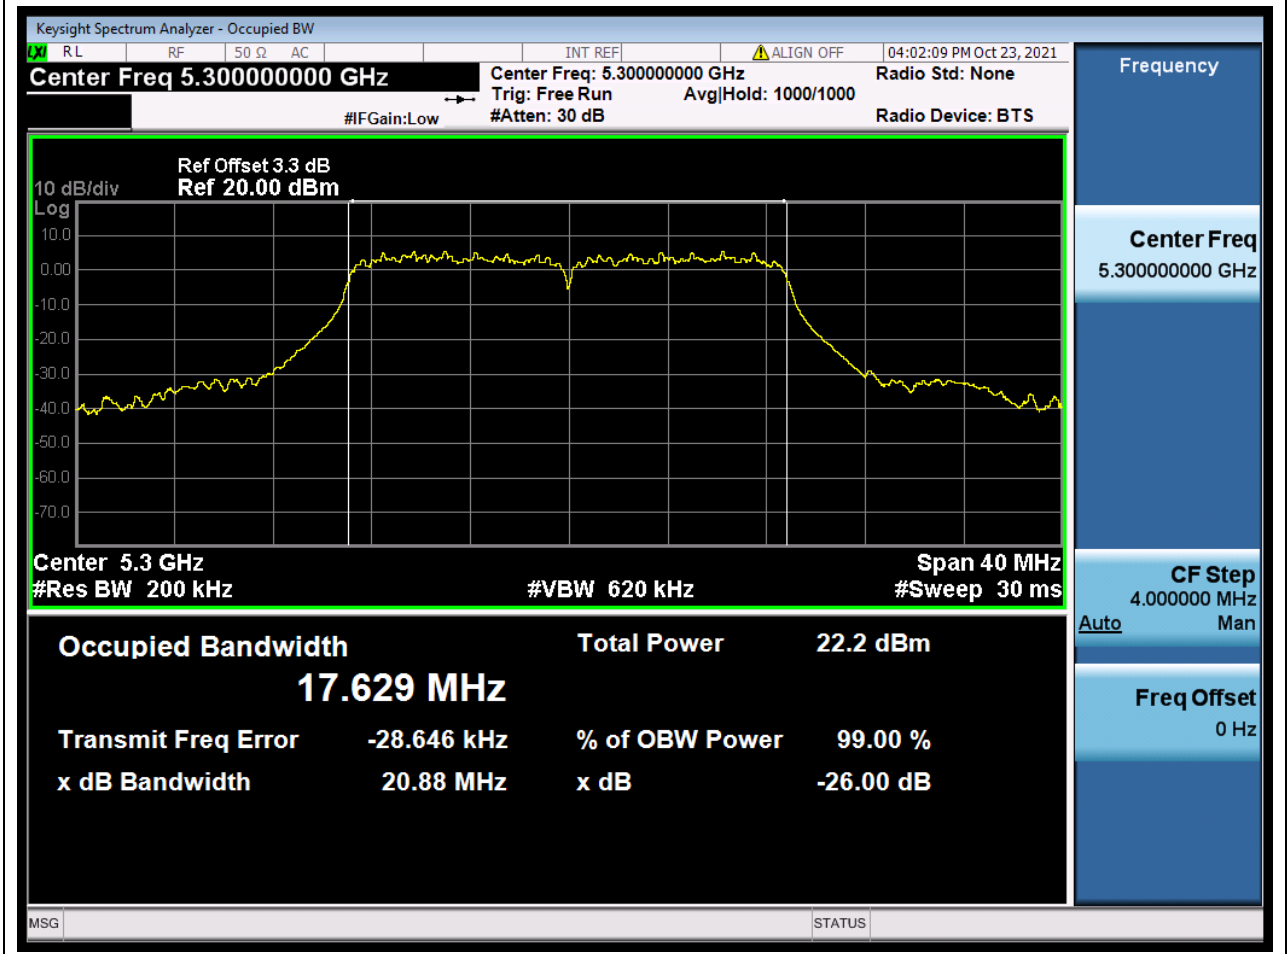 Keysight Spectrum Analyzer - Occupied BW
LXI RL RF 50 Ω AC INT REF ALIGN OFF 04:02:09 PM Oct 23, 2021
Center Freq 5.300000000 GHz
Center Freq: 5.300000000 GHz Radio Std: None
Trig: Free Run Avg|Hold: 1000/1000
#IFGain:Low #Atten: 30 dB Radio Device: BTS
Ref Offset 3.3 dB
10 dB/div Ref 20.00 dBm
Log
10.0
0.00
-10.0
-20.0
-30.0
-40.0
-50.0
-60.0
-70.0
Center 5.3 GHz Span 40 MHz
#Res BW 200 kHz #VBW 620 kHz #Sweep 30 ms
Occupied Bandwidth Total Power 22.2 dBm
17.629 MHz
Transmit Freq Error -28.646 kHz % of OBW Power 99.00 %
x dB Bandwidth 20.88 MHz x dB -26.00 dB
MSG STATUS
Frequency
Center Freq
5.300000000 GHz
CF Step
4.000000 MHz
Auto Man
Freq Offset
0 Hz